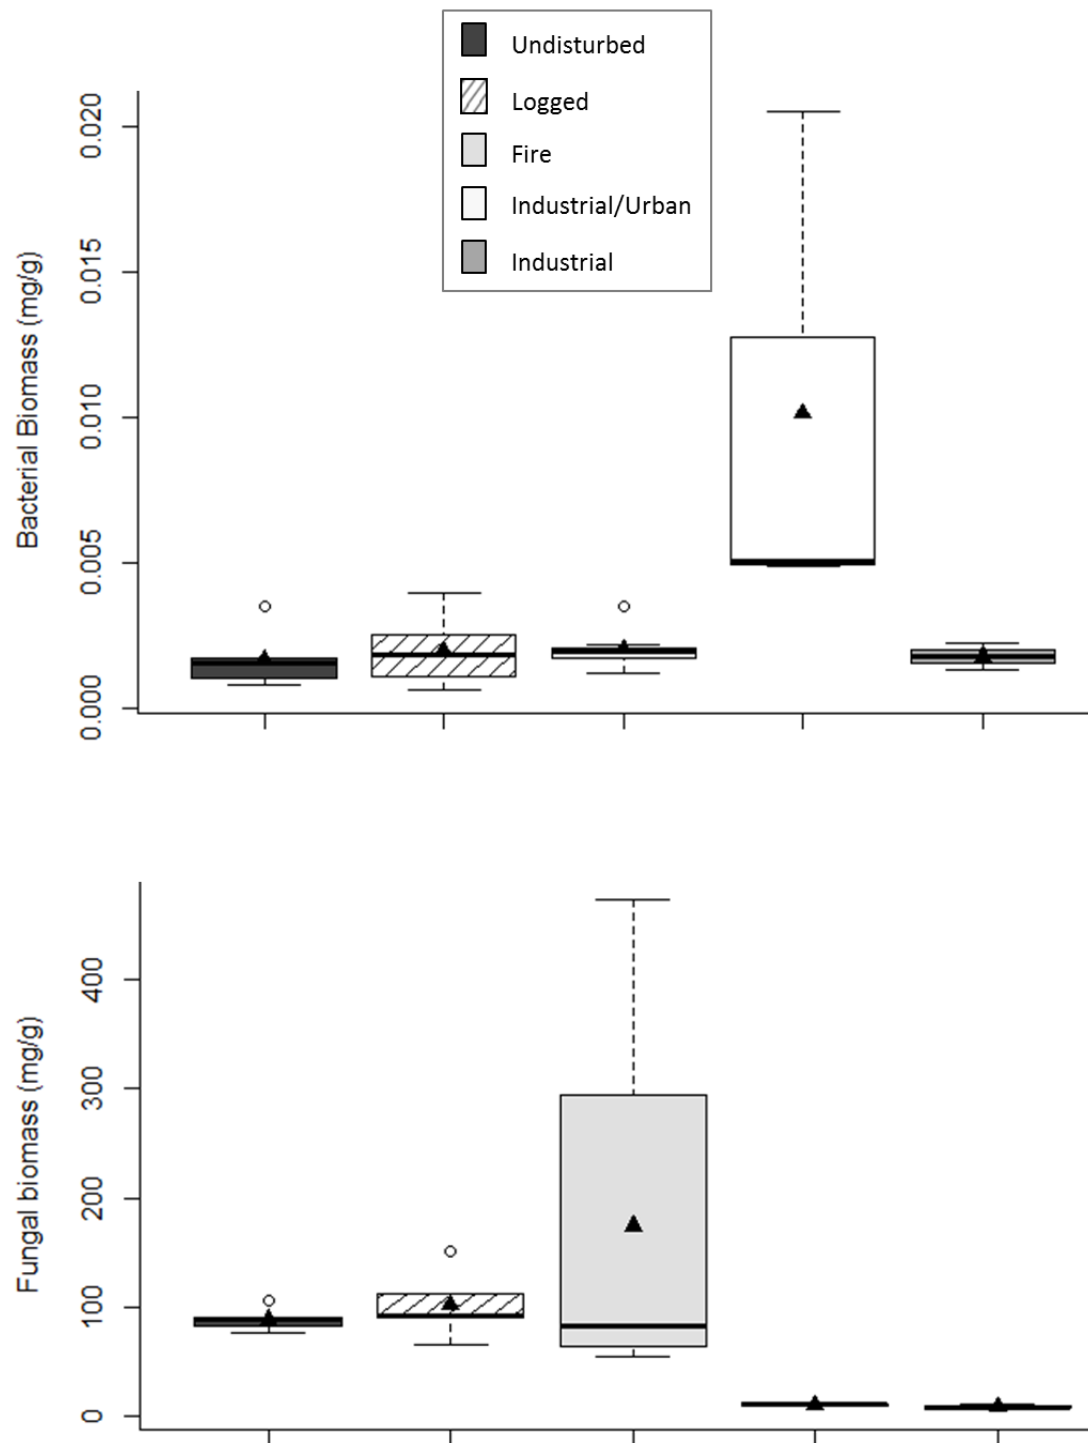 Undisturbed
Logged
Fire
Industrial/Urban
Industrial
Bacterial Biomass (mg/g)
0.020
0.015
0.010
0.005
0.000
Fungal biomass (mg/g)
400
300
200
100
0